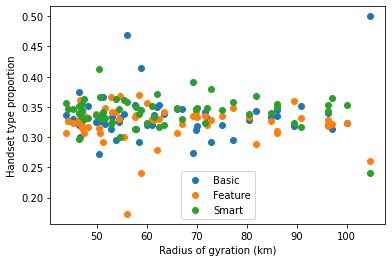 Handset type proportion
0.50
0.45
0.40
0.35
0.30
0.25
0.20
Basic
Feature
Smart
50 60 70 80 90 100
Radius of gyration (km)